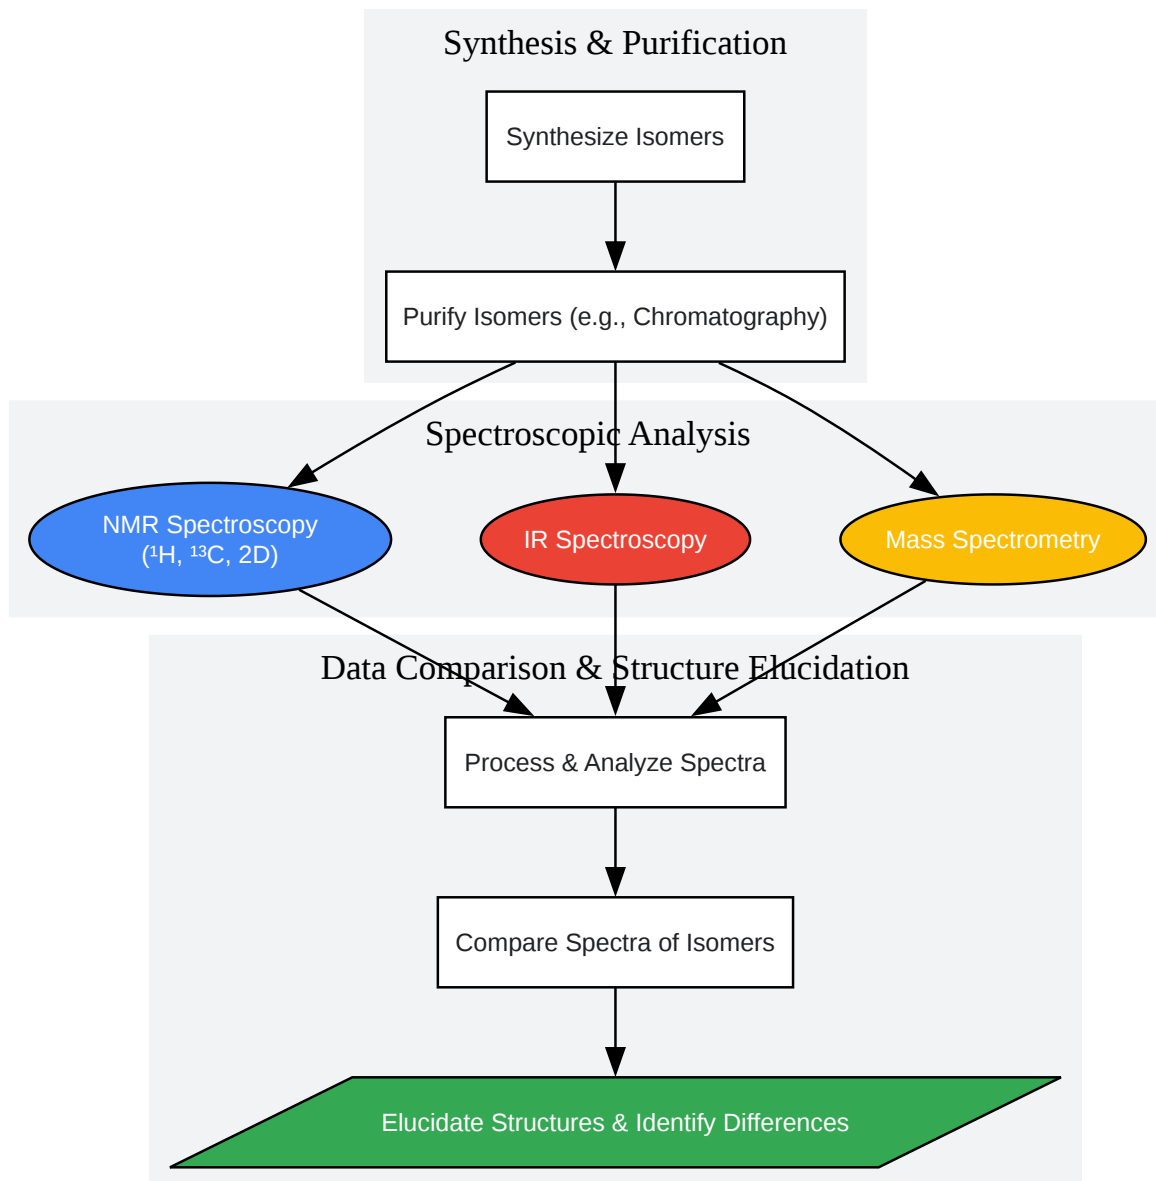 Synthesis & Purification
Synthesize Isomers
Purify Isomers (e.g., Chromatography)
Spectroscopic Analysis
NMR Spectroscopy
(¹H, ¹³C, 2D)
IR Spectroscopy
Mass Spectrometry
Data Comparison & Structure Elucidation
Process & Analyze Spectra
Compare Spectra of Isomers
Elucidate Structures & Identify Differences